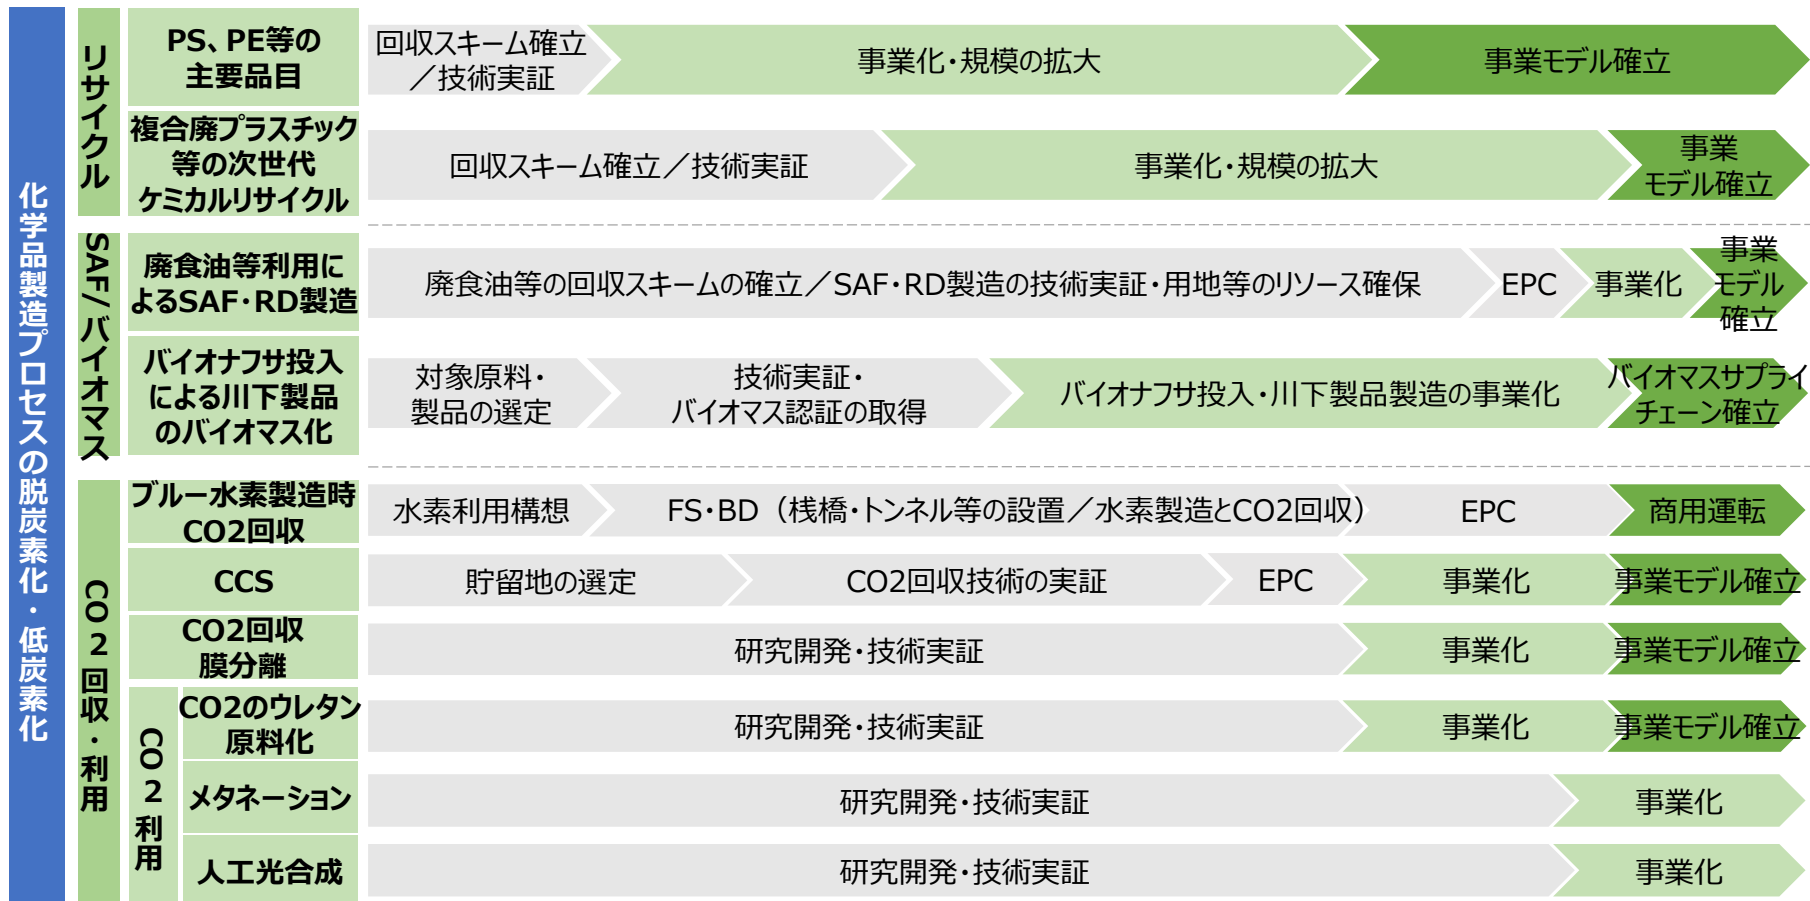 化学品製造プロセスの脱炭素化・低炭素化
リサイクル
PS、PE等の
主要品目
回収スキーム確立
／技術実証
事業化・規模の拡大
事業モデル確立
複合廃プラスチック
等の次世代
ケミカルリサイクル
回収スキーム確立／技術実証
事業化・規模の拡大
事業
モデル確立
SAF/バイオマス
廃食油等利用に
よるSAF・RD製造
廃食油等の回収スキームの確立／SAF・RD製造の技術実証・用地等のリソース確保
EPC
事業化
事業
モデル
確立
バイオナフサ投入
による川下製品
のバイオマス化
対象原料・
製品の選定
技術実証・
バイオマス認証の取得
バイオナフサ投入・川下製品製造の事業化
バイオマスサプライ
チェーン確立
CO2回収・利用
ブルー水素製造時
CO2回収
水素利用構想
FS・BD（桟橋・トンネル等の設置／水素製造とCO2回収）
EPC
商用運転
CCS
貯留地の選定
CO2回収技術の実証
EPC
事業化
事業モデル確立
CO2回収
膜分離
研究開発・技術実証
事業化
事業モデル確立
CO2利用
CO2のウレタン
原料化
研究開発・技術実証
事業化
事業モデル確立
メタネーション
研究開発・技術実証
事業化
人工光合成
研究開発・技術実証
事業化